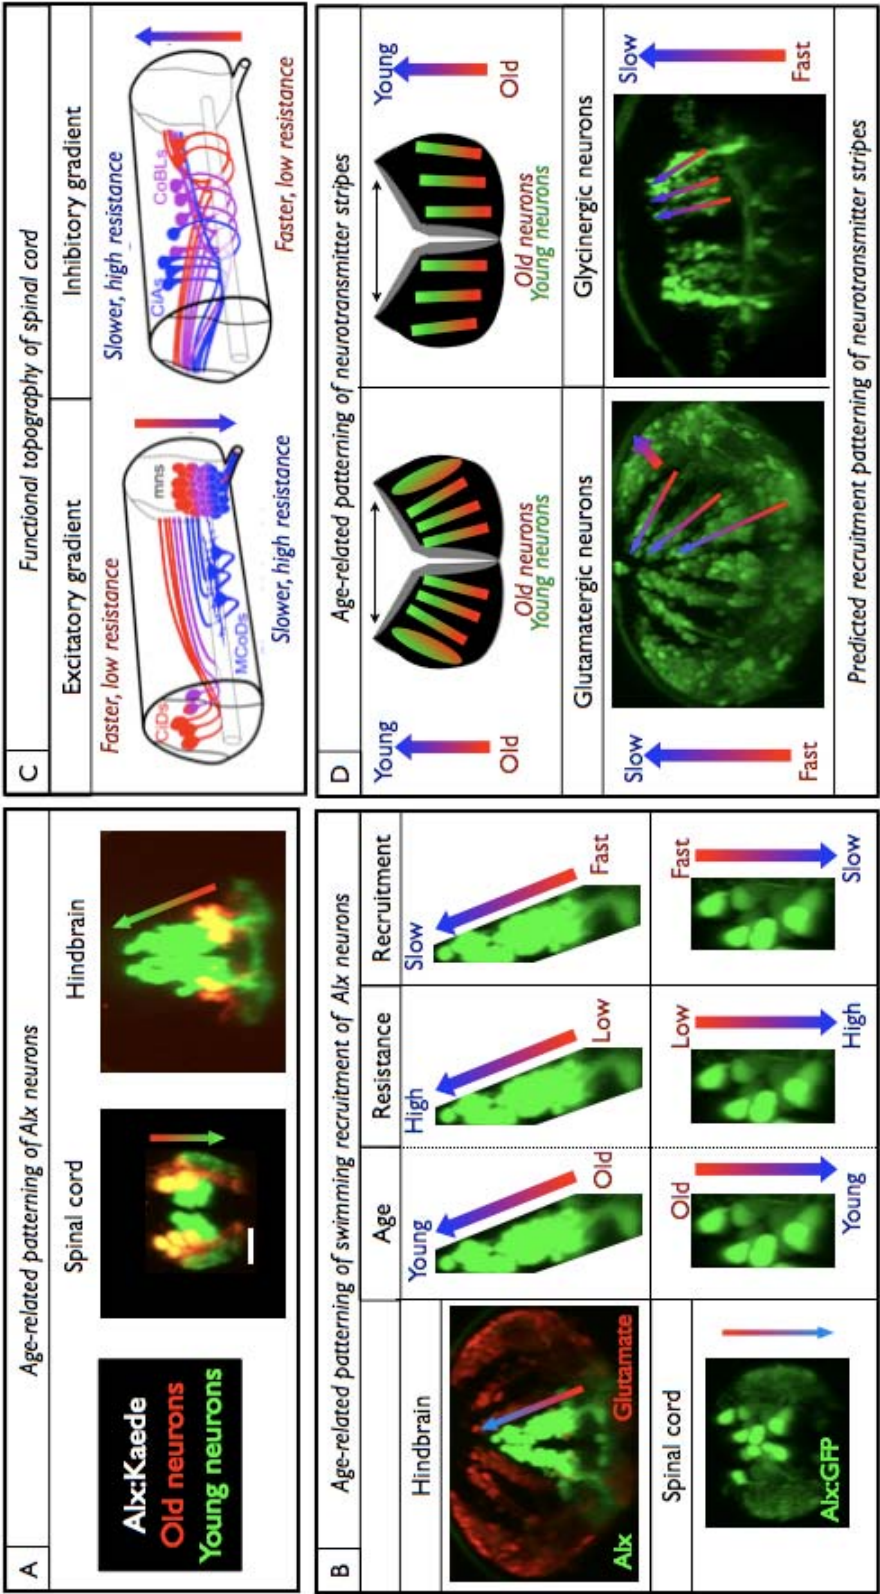 A
Age-related patterning of Alx neurons
Alx:Kaede
Old neurons
Young neurons
Spinal cord
Hindbrain
B
Age-related patterning of swimming recruitment of Alx neurons
Hindbrain
Age
Resistance
Recruitment
Alx
Glutamate
Young
Old
High
Low
Slow
Fast
Spinal cord
Alx:GFP
Old
Young
Low
High
Fast
Slow
C
Functional topography of spinal cord
Excitatory gradient
Inhibitory gradient
Faster, low resistance
CiDs
mns
MCoDs
Slower, high resistance
Slower, high resistance
CiAs
CoBLs
Faster, low resistance
D
Age-related patterning of neurotransmitter stripes
Young
Old
Old neurons
Young neurons
Old neurons
Young neurons
Young
Old
Glutamatergic neurons
Glycinergic neurons
Slow
Fast
Slow
Fast
Predicted recruitment patterning of neurotransmitter stripes